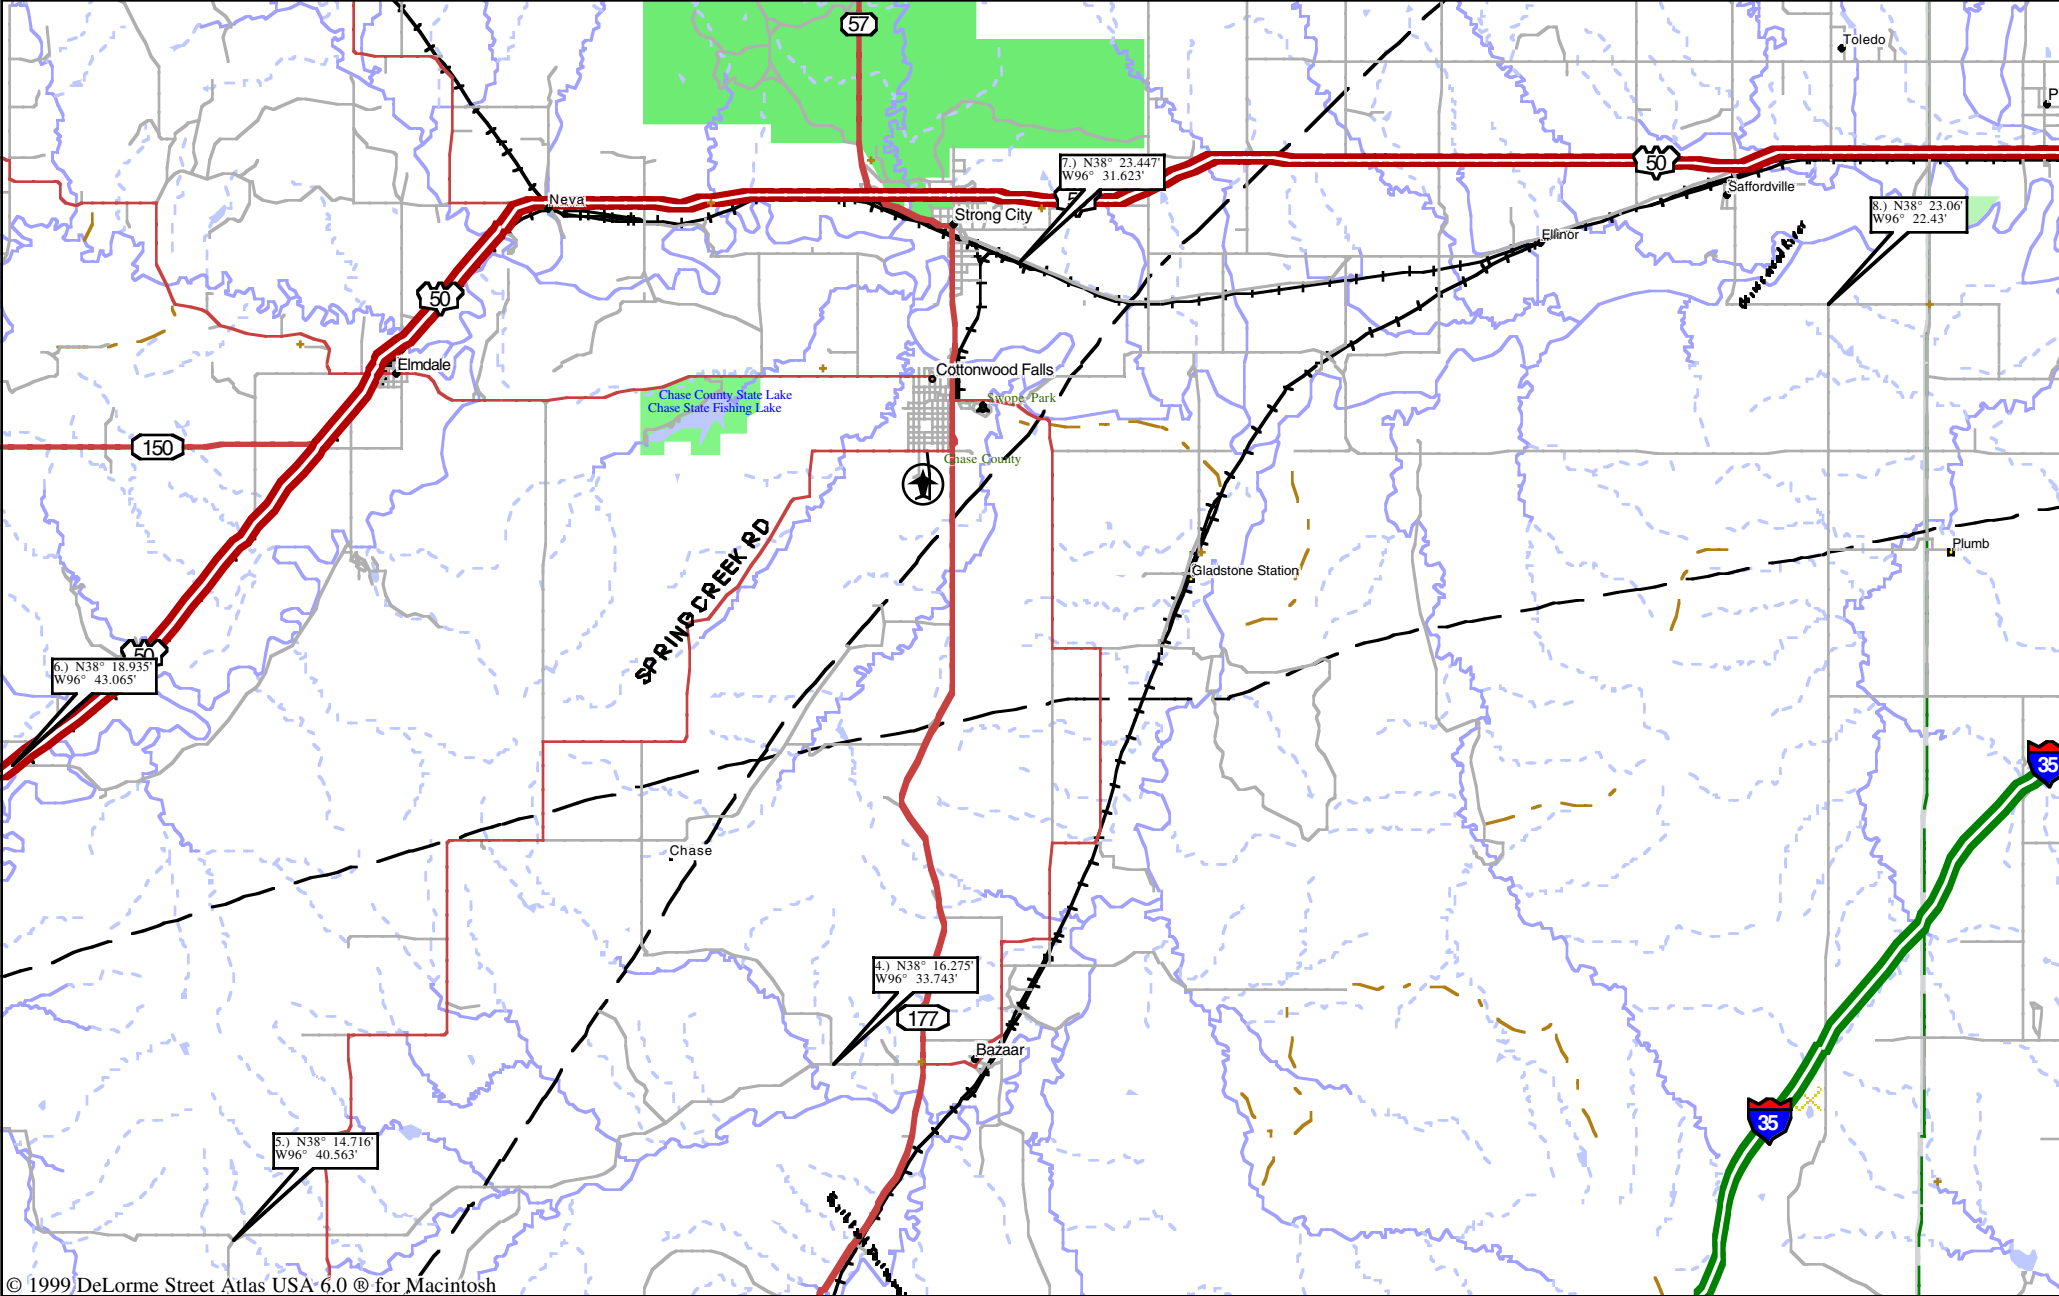 57
Toledo
P
7.) N38° 23.447'
W96° 31.623'
50
Saffordville
Neva
5
Strong City
8.) N38° 23.06'
W96° 22.43'
Ellinor
50
Elmdale
Cottonwood Falls
Chase County State Lake
Chase State Fishing Lake
Swope Park
150
Chase County
SPRING CREEK RD
Plumb
Gladstone Station
50
6.) N38° 18.935'
W96° 43.065'
35
Chase
4.) N38° 16.275'
W96° 33.743'
177
Bazaar
35
5.) N38° 14.716'
W96° 40.563'
© 1999 DeLorme Street Atlas USA 6.0 ® for Macintosh